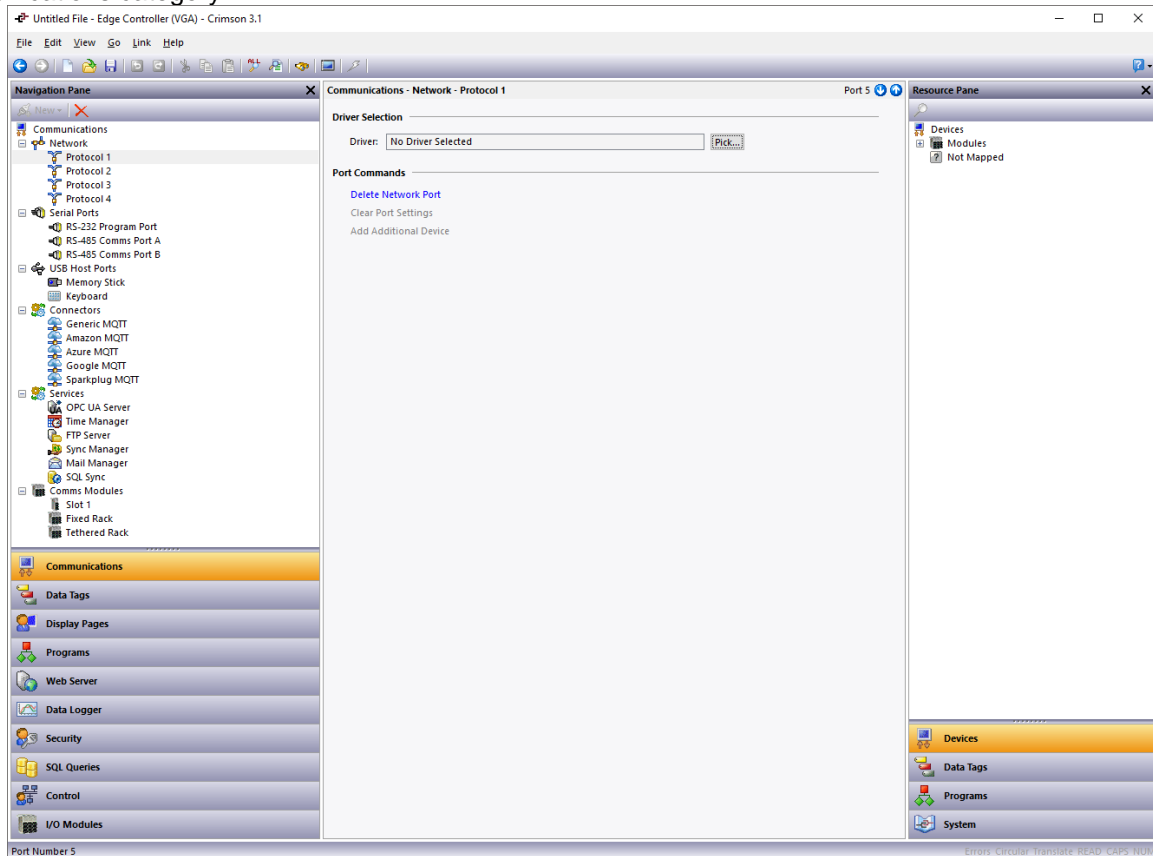 Untitled File - Edge Controller (VGA) - Crimson 3.1
File Edit View Go Link Help
Navigation Pane
New
Communications
Network
Protocol 1
Protocol 2
Protocol 3
Protocol 4
Serial Ports
RS-232 Program Port
RS-485 Comms Port A
RS-485 Comms Port B
USB Host Ports
Memory Stick
Keyboard
Connectors
Generic MQTT
Amazon MQTT
Azure MQTT
Google MQTT
Sparkplug MQTT
Services
OPC UA Server
Time Manager
FTP Server
Sync Manager
Mail Manager
SQL Sync
Comms Modules
Slot 1
Fixed Rack
Tethered Rack
Communications
Data Tags
Display Pages
Programs
Web Server
Data Logger
Security
SQL Queries
Control
I/O Modules
Communications - Network - Protocol 1 Port 5
Driver Selection
Driver: No Driver Selected Pick...
Port Commands
Delete Network Port
Clear Port Settings
Add Additional Device
Resource Pane
Devices
Modules
Not Mapped
Devices
Data Tags
Programs
System
Port Number 5
Errors Circular Translate READ CAPS NUM